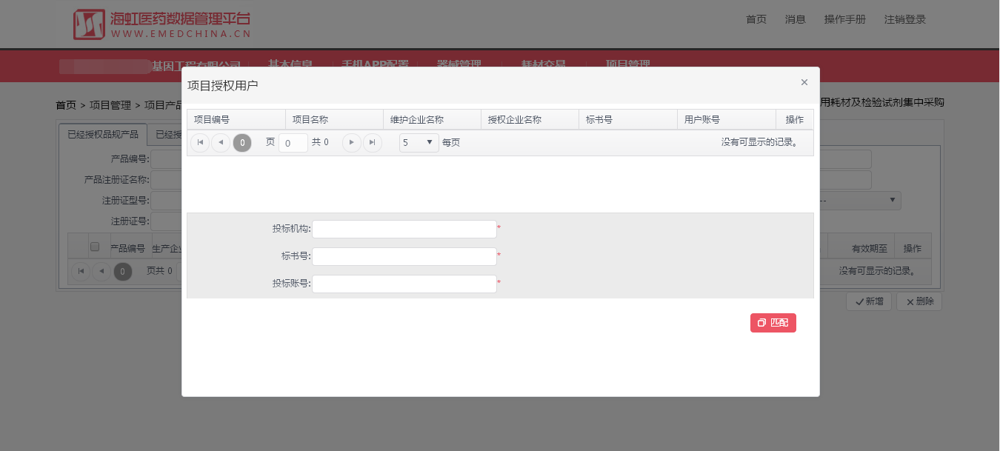 海虹医药数据管理平台
WWW.EMEDCHINA.CN
首页 消息 操作手册 注销登录
基因工程有限公司 基本信息 手机APP配置 器械管理 耗材交易 项目管理
项目授权用户 ×
首页 > 项目管理 > 项目产品
用耗材及检验试剂集中采购
项目编号 项目名称 维护企业名称 授权企业名称 标书号 用户账号 操作
0 页 0 共 0 5 每页 没有可显示的记录。
已经授权品规产品 已经授
产品编号:
产品注册证名称:
注册证型号:
--
注册证号:
产品编号 生产企业 有效期至 操作
0 页共 0 没有可显示的记录。
新增 删除
投标机构: *
标书号: *
投标账号: *
匹配